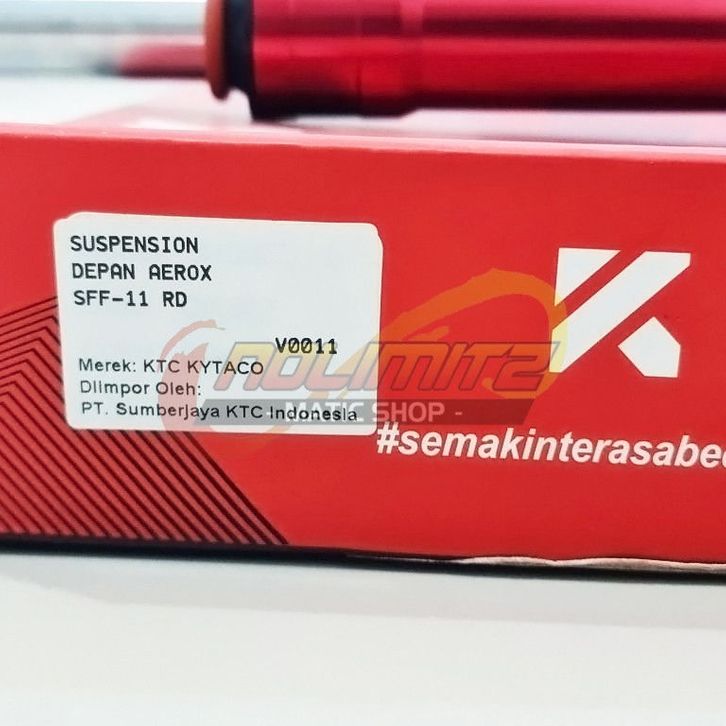 SUSPENSION
DEPAN AEROX
SFF-11 RD
V0011
Merek: KTC KYTACO
Diimpor Oleh:
PT. Sumberjaya KTC Indonesia
NOLIMITZ
- MATIC SHOP -